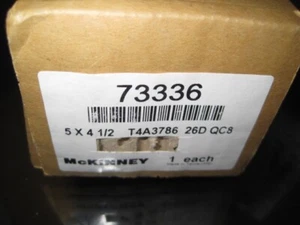 73336
5 X 4 1/2 T4A3786 26D QC8
McKINNEY 1 each